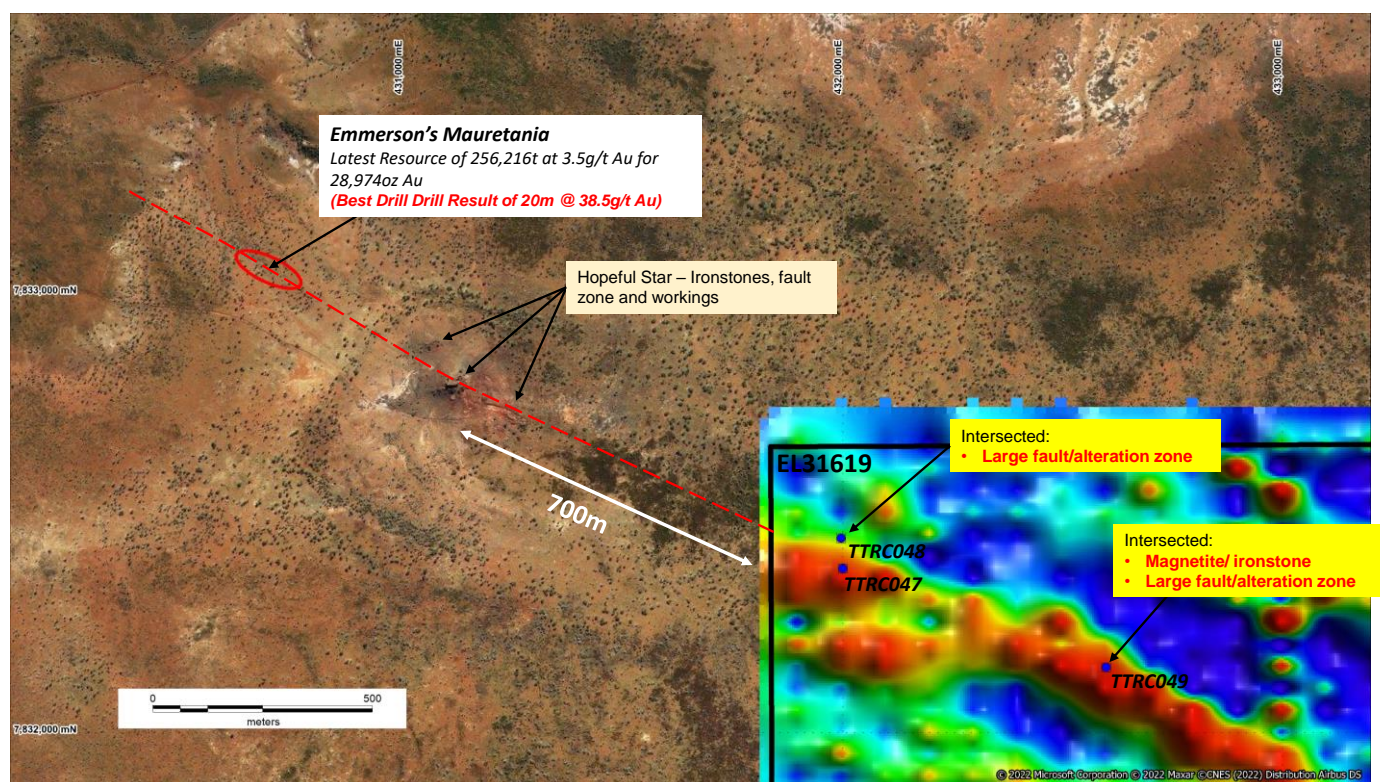 431,000 mE
432,000 mE
433,000 mE
Emmerson's Mauretania
Latest Resource of 256,216t at 3.5g/t Au for
28,974oz Au
(Best Drill Drill Result of 20m @ 38.5g/t Au)
7,833,000 mN
Hopeful Star – Ironstones, fault
zone and workings
700m
EL31619
Intersected:
• Large fault/alteration zone
TTRC048
TTRC047
Intersected:
• Magnetite/ ironstone
• Large fault/alteration zone
TTRC049
0 500
meters
7,832,000 mN
© 2022 Microsoft Corporation © 2022 Maxar ©CNES (2022) Distribution Airbus DS